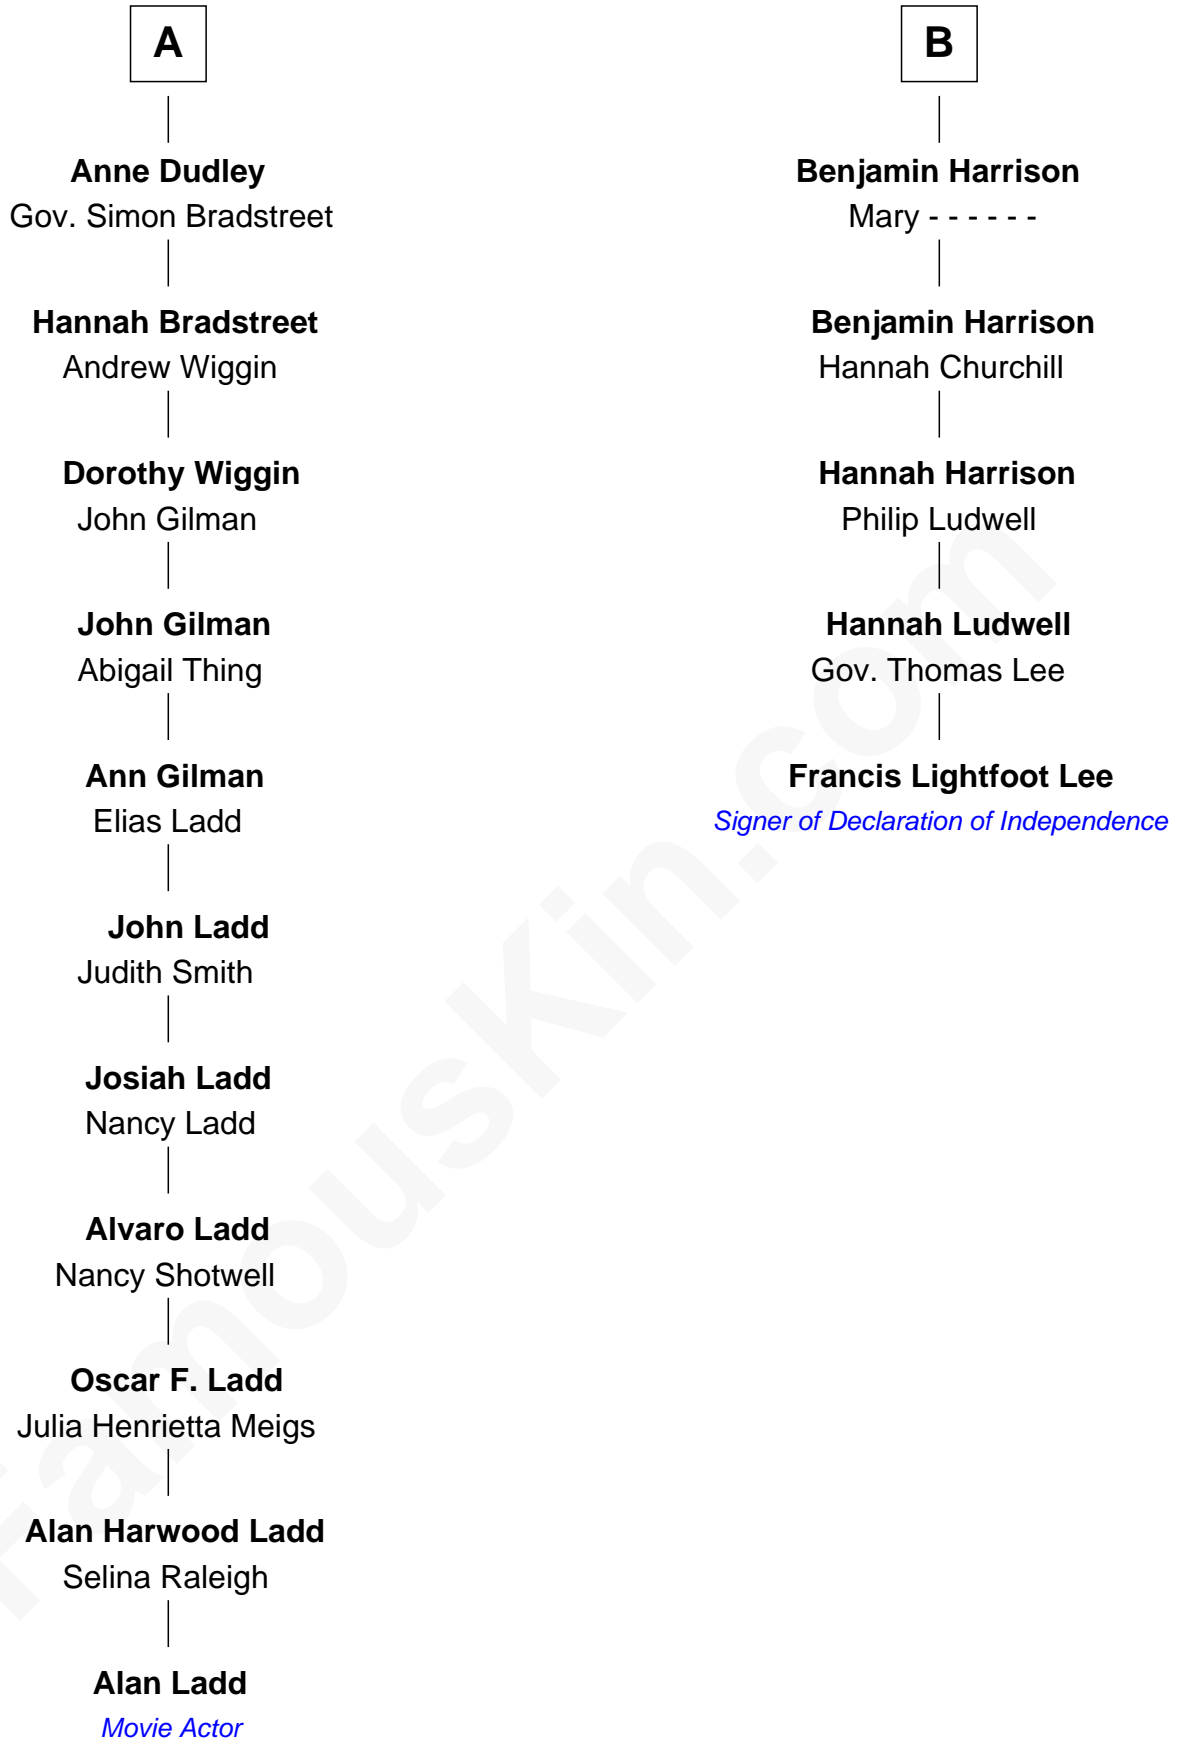 A
Anne Dudley
Gov. Simon Bradstreet
Hannah Bradstreet
Andrew Wiggin
Dorothy Wiggin
John Gilman
John Gilman
Abigail Thing
Ann Gilman
Elias Ladd
John Ladd
Judith Smith
Josiah Ladd
Nancy Ladd
Alvaro Ladd
Nancy Shotwell
Oscar F. Ladd
Julia Henrietta Meigs
Alan Harwood Ladd
Selina Raleigh
Alan Ladd
Movie Actor
B
Benjamin Harrison
Mary - - - - - -
Benjamin Harrison
Hannah Churchill
Hannah Harrison
Philip Ludwell
Hannah Ludwell
Gov. Thomas Lee
Francis Lightfoot Lee
Signer of Declaration of Independence
FamousKin.com